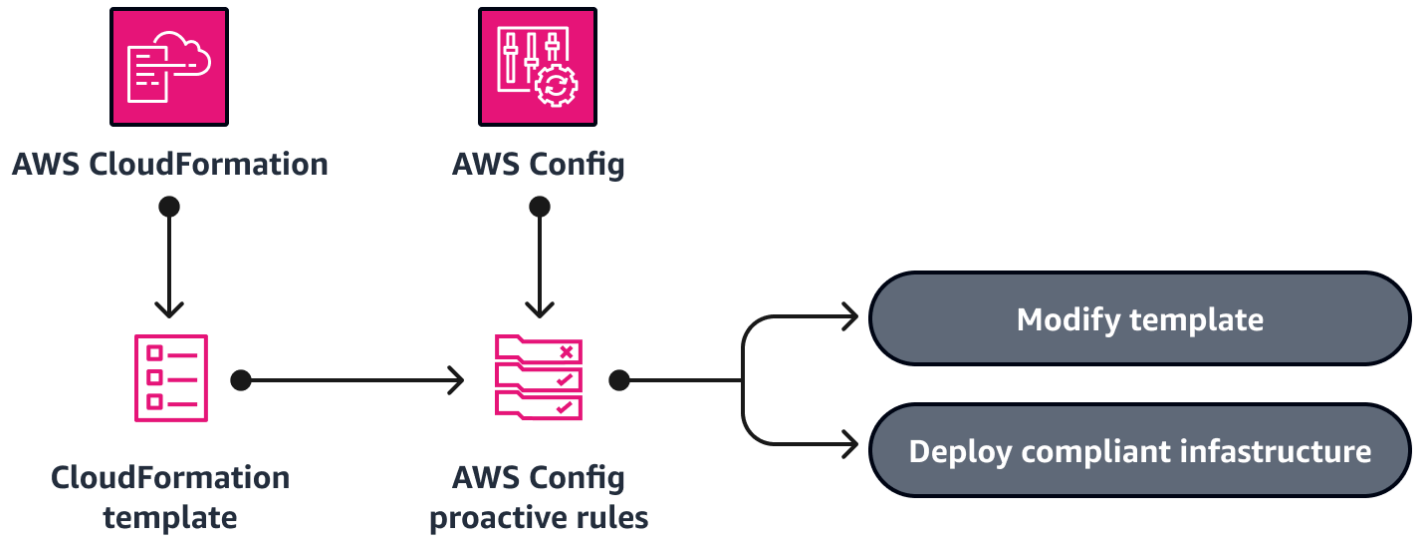 AWS CloudFormation
AWS Config
CloudFormation
template
AWS Config
proactive rules
Modify template
Deploy compliant infastructure